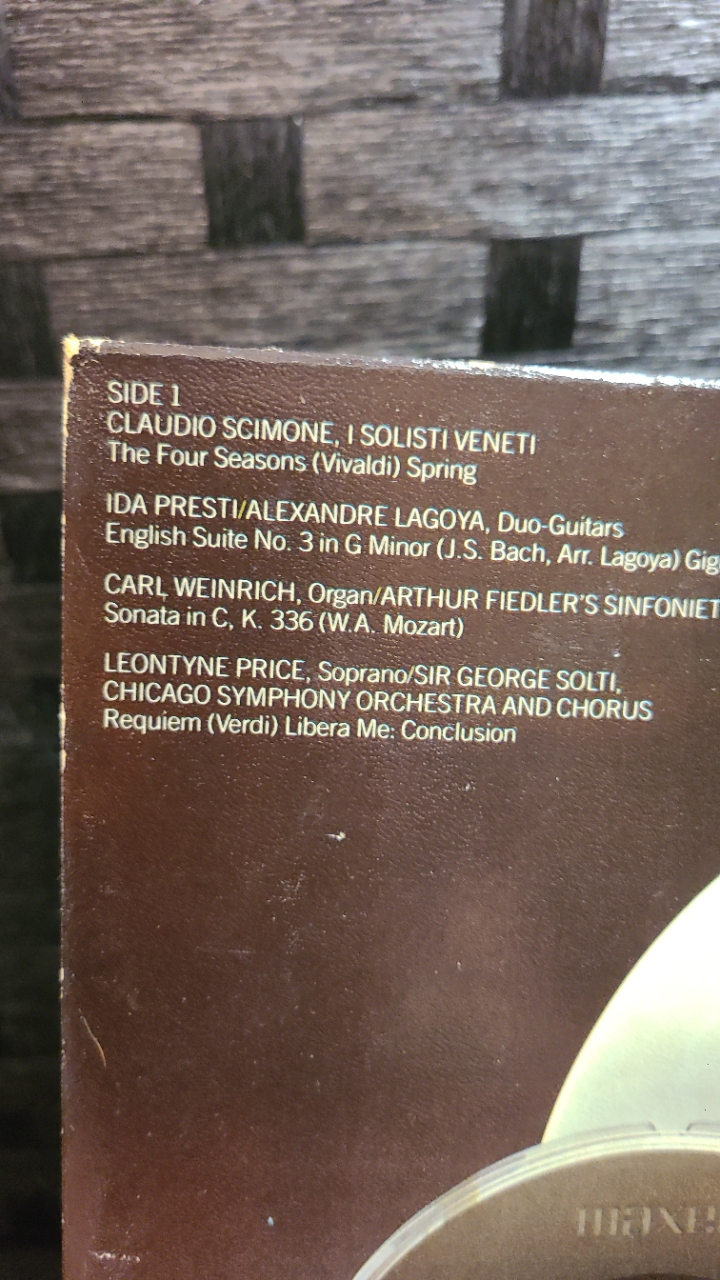 SIDE 1
CLAUDIO SCIMONE, I SOLISTI VENETI
The Four Seasons (Vivaldi) Spring
IDA PRESTI/ALEXANDRE LAGOYA, Duo-Guitars
English Suite No. 3 in G Minor (J.S. Bach, Arr. Lagoya)
CARL WEINRICH, Organ/ARTHUR FIEDLER'S
Sonata in C, K. 336 (W.A. Mozart)
LEONTYNE PRICE, Soprano/SIR GEORGE SOLTI,
CHICAGO SYMPHONY ORCHESTRA AND CHORUS
Requiem (Verdi) Libera Me: Conclusion